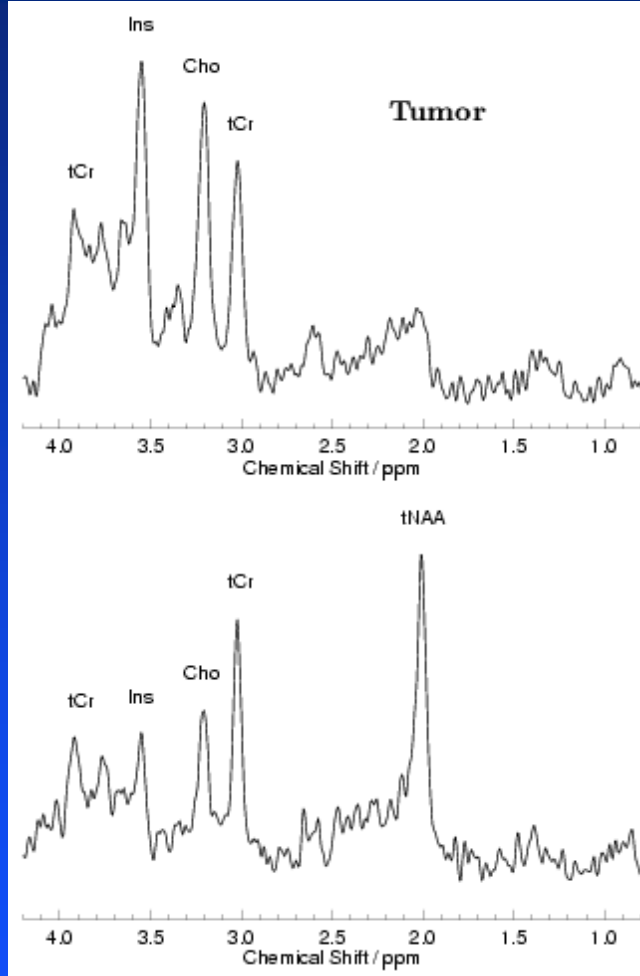 Ins
Cho
Tumor
tCr
tCr
4.0 3.5 3.0 2.5 2.0 1.5 1.0
Chemical Shift / ppm
tNAA
tCr
Cho
tCr Ins
4.0 3.5 3.0 2.5 2.0 1.5 1.0
Chemical Shift / ppm